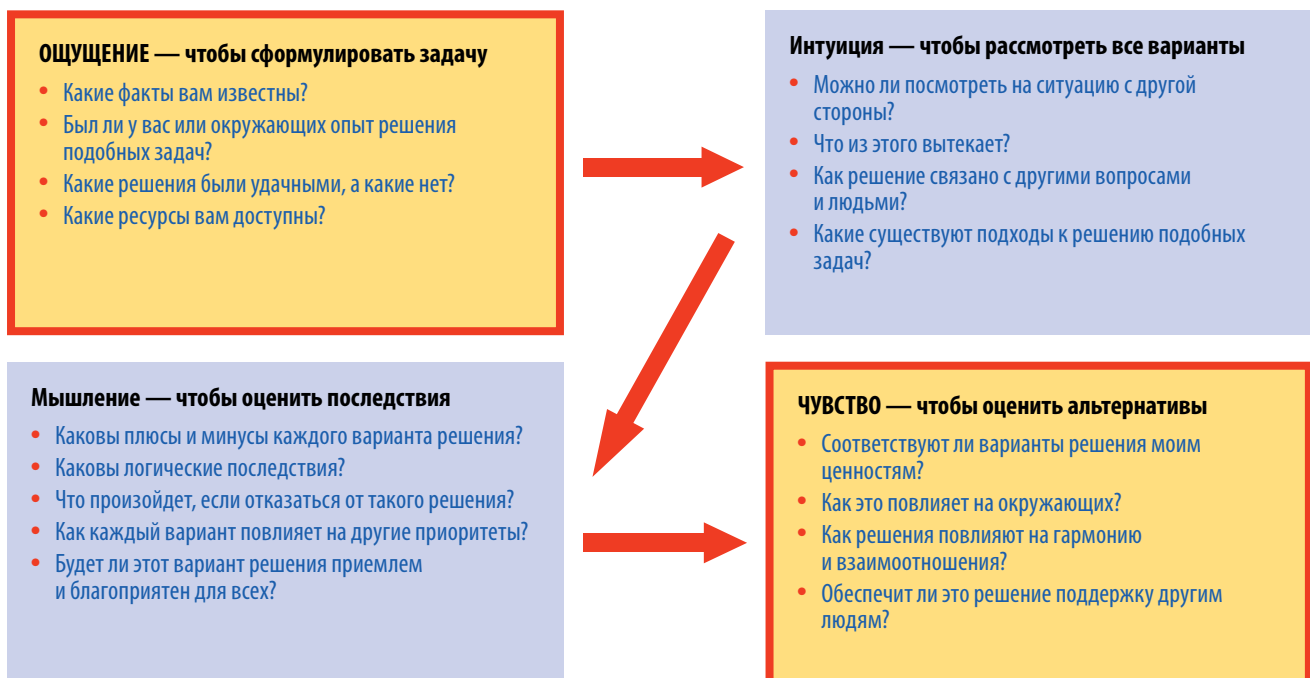 ОЩУЩЕНИЕ — чтобы сформулировать задачу
• Какие факты вам известны?
• Был ли у вас или окружающих опыт решения
подобных задач?
• Какие решения были удачными, а какие нет?
• Какие ресурсы вам доступны?
Интуиция — чтобы рассмотреть все варианты
• Можно ли посмотреть на ситуацию с другой
стороны?
• Что из этого вытекает?
• Как решение связано с другими вопросами
и людьми?
• Какие существуют подходы к решению подобных
задач?
Мышление — чтобы оценить последствия
• Каковы плюсы и минусы каждого варианта решения?
• Каковы логические последствия?
• Что произойдет, если отказаться от такого решения?
• Как каждый вариант повлияет на другие приоритеты?
• Будет ли этот вариант решения приемлем
и благоприятен для всех?
ЧУВСТВО — чтобы оценить альтернативы
• Соответствуют ли варианты решения моим
ценностям?
• Как это повлияет на окружающих?
• Как решения повлияют на гармонию
и взаимоотношения?
• Обеспечит ли это решение поддержку другим
людям?